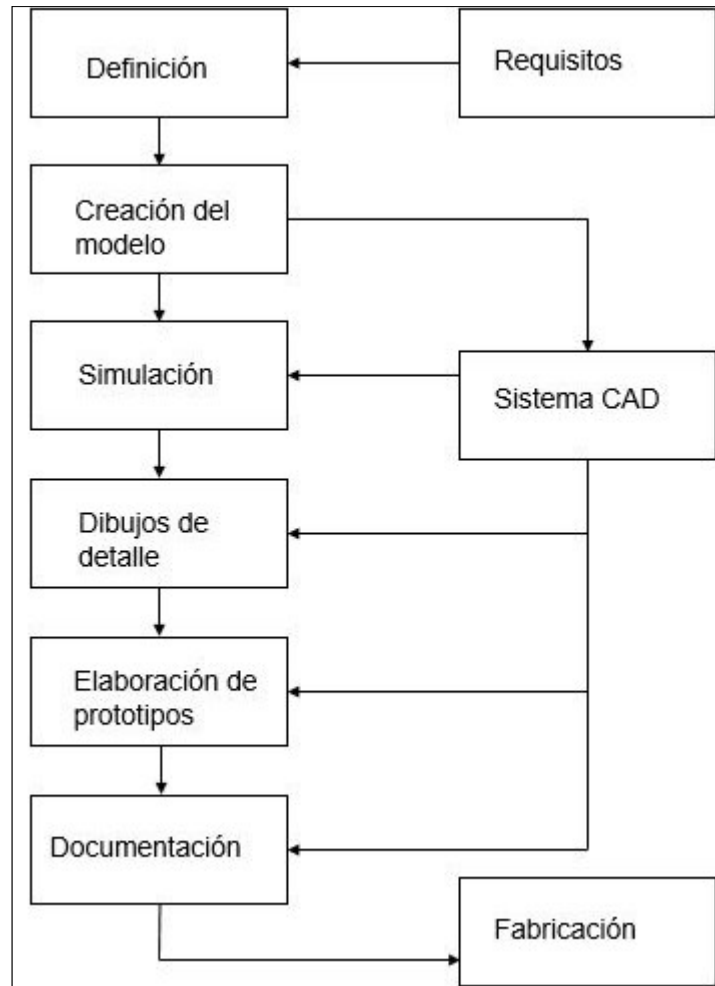 Definición
Requisitos
Creación del
modelo
Simulación
Sistema CAD
Dibujos de
detalle
Elaboración de
prototipos
Documentación
Fabricación